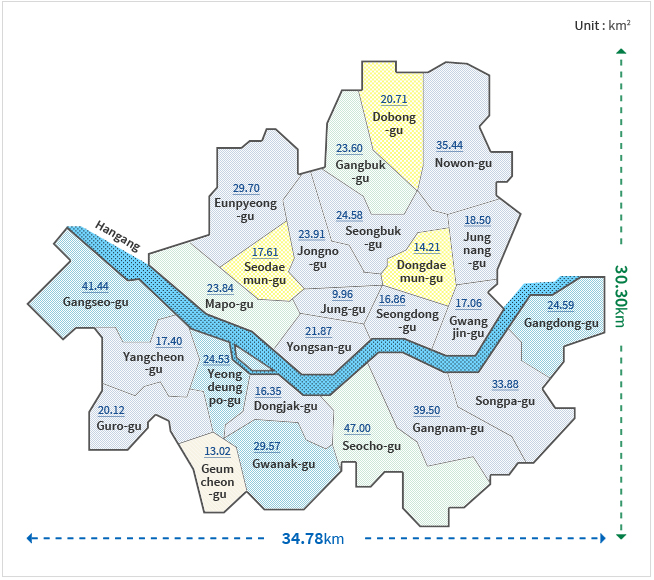 Unit : km²
20.71
Dobong
-gu
23.60
Gangbuk
-gu
35.44
Nowon-gu
29.70
Eunpyeong
-gu
24.58
Seongbuk
-gu
18.50
Jung
nang
-gu
Hangang
23.91
Jongno
-gu
17.61
Seodae
mun-gu
14.21
Dongdae
mun-gu
41.44
Gangseo-gu
23.84
Mapo-gu
9.96
Jung-gu
16.86
Seongdong
-gu
17.06
Gwang
jin-gu
24.59
Gangdong-gu
30.30km
21.87
Yongsan-gu
17.40
Yangcheon
-gu
24.53
Yeong
deung
po-gu
16.35
Dongjak-gu
33.88
Songpa-gu
39.50
Gangnam-gu
20.12
Guro-gu
47.00
Seocho-gu
13.02
Geum
cheon
-gu
29.57
Gwanak-gu
34.78km